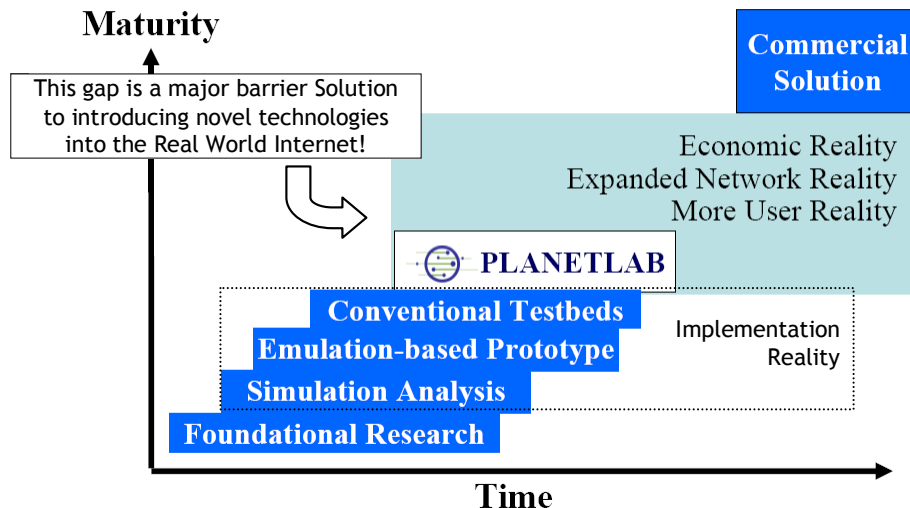 Maturity
Commercial
Solution
This gap is a major barrier Solution
to introducing novel technologies
into the Real World Internet!
Economic Reality
Expanded Network Reality
More User Reality
PLANETLAB
Conventional Testbeds
Implementation
Reality
Emulation-based Prototype
Simulation Analysis
Foundational Research
Time